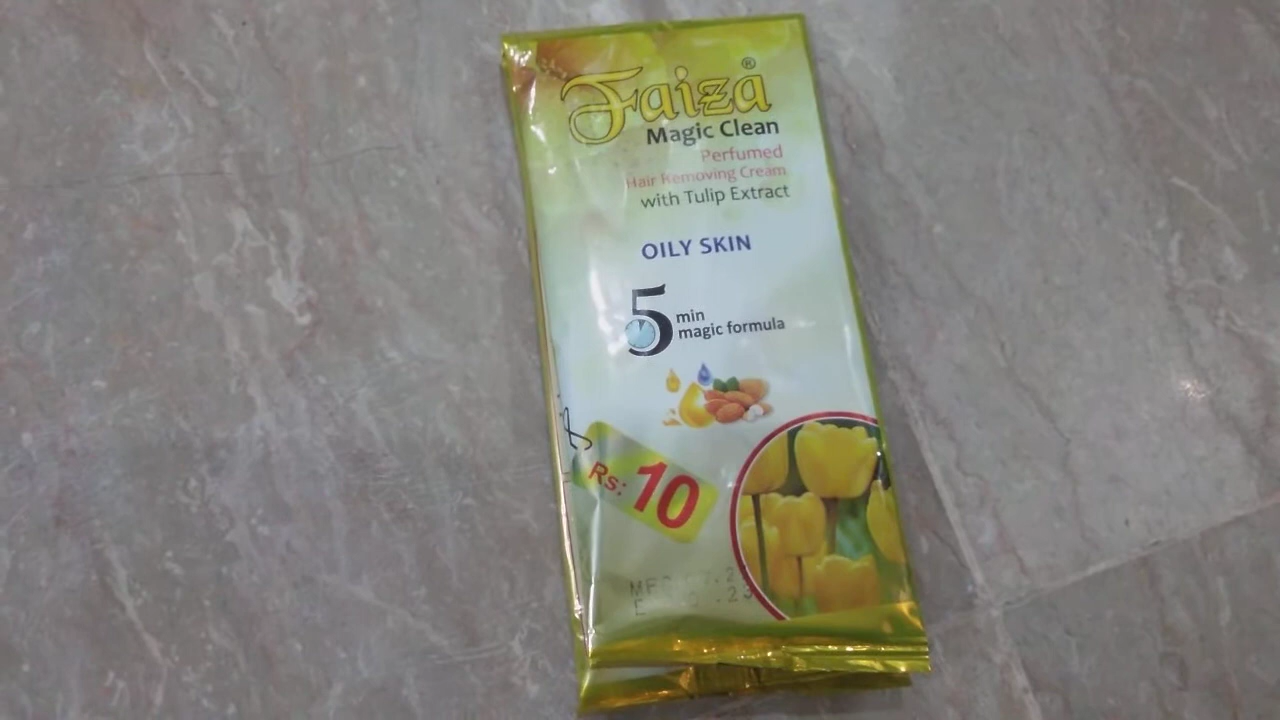 Faiza®
Magic Clean
Perfumed
Hair Removing Cream
with Tulip Extract
OILY SKIN
5 min
magic formula
Rs: 10